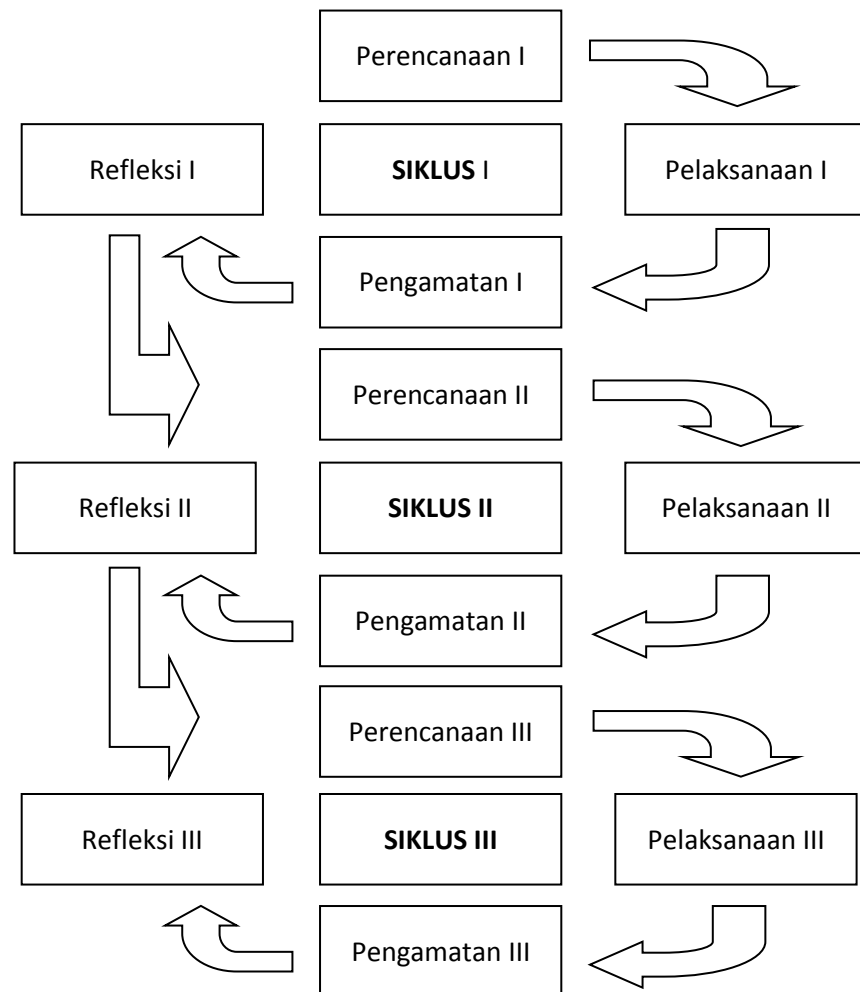 Perencanaan I
Refleksi I
SIKLUS I
Pelaksanaan I
Pengamatan I
Perencanaan II
Refleksi II
SIKLUS II
Pelaksanaan II
Pengamatan II
Perencanaan III
Refleksi III
SIKLUS III
Pelaksanaan III
Pengamatan III